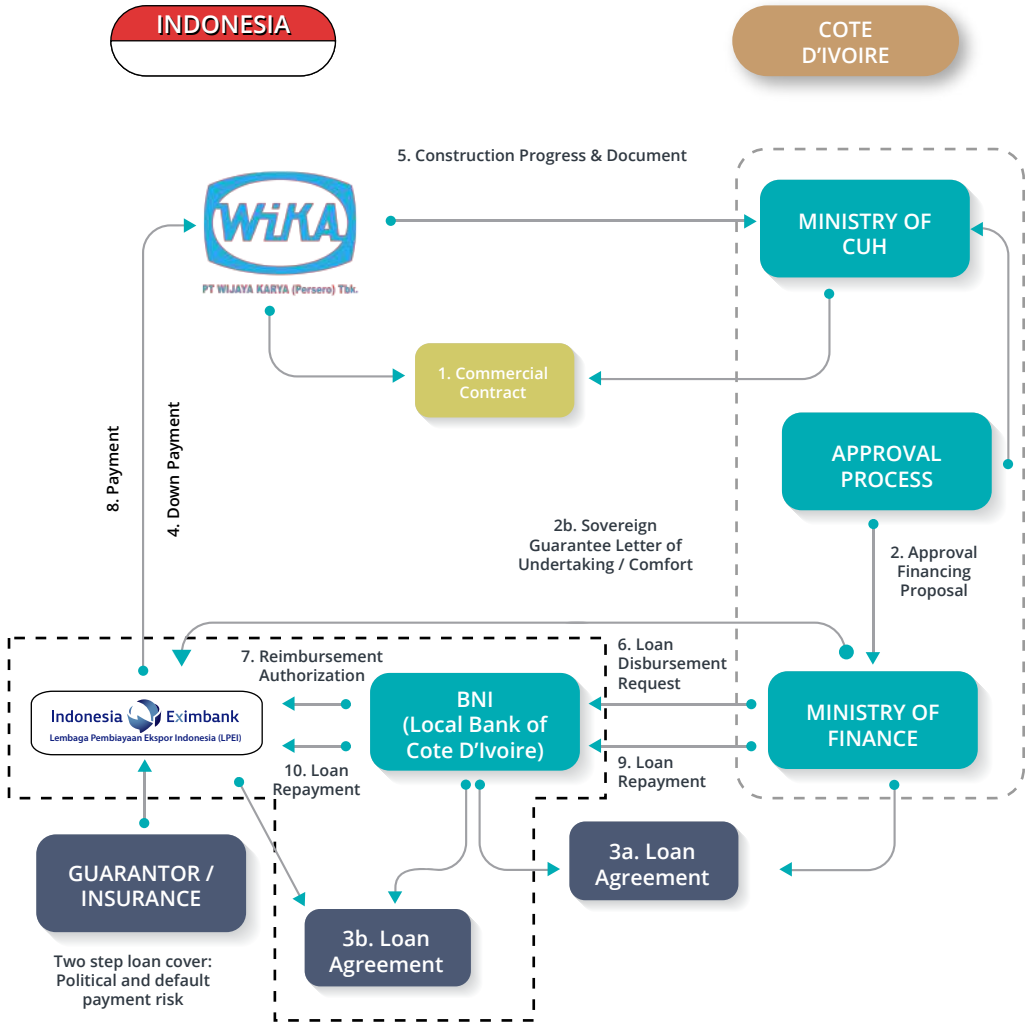 INDONESIA
COTE
D'IVOIRE
5. Construction Progress & Document
WiKA
PT WIJAYA KARYA (Persero) Tbk.
MINISTRY OF
CUH
1. Commercial
Contract
8. Payment
4. Down Payment
APPROVAL
PROCESS
2b. Sovereign
Guarantee Letter of
Undertaking / Comfort
2. Approval
Financing
Proposal
7. Reimbursement
Authorization
6. Loan
Disbursement
Request
Indonesia Eximbank
Lembaga Pembiayaan Ekspor Indonesia (LPEI)
BNI
(Local Bank of
Cote D'Ivoire)
MINISTRY OF
FINANCE
10. Loan
Repayment
9. Loan
Repayment
GUARANTOR /
INSURANCE
3a. Loan
Agreement
3b. Loan
Agreement
Two step loan cover:
Political and default
payment risk